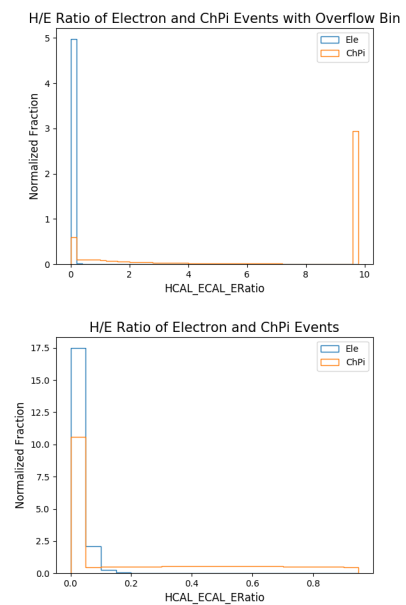 H/E Ratio of Electron and ChPi Events with Overflow Bin
Ele
ChPi
Normalized Fraction
5
4
3
2
1
0
0
2
4
6
8
10
HCAL_ECAL_ERatio
H/E Ratio of Electron and ChPi Events
Ele
ChPi
Normalized Fraction
17.5
15.0
12.5
10.0
7.5
5.0
2.5
0.0
0.0
0.2
0.4
0.6
0.8
HCAL_ECAL_ERatio